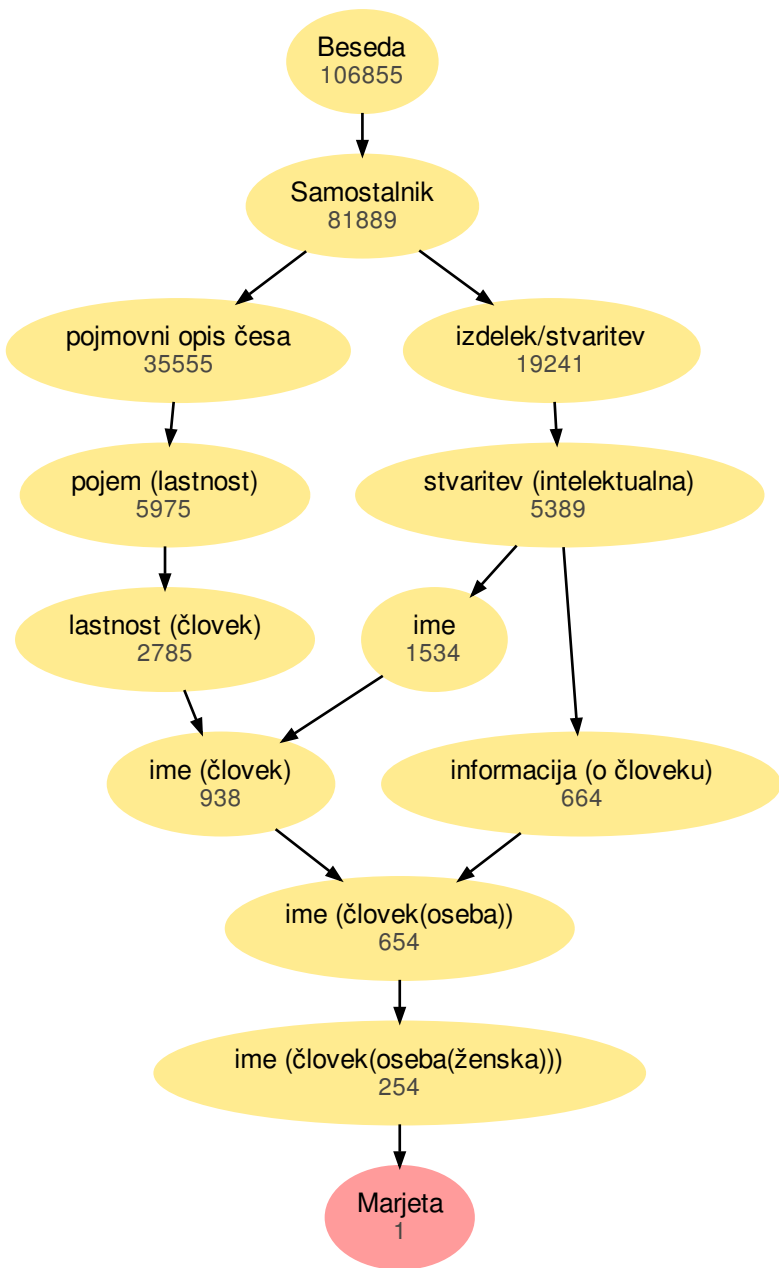 Beseda
106855
Samostalnik
81889
pojmovni opis česa
35555
izdelek/stvaritev
19241
pojem (lastnost)
5975
stvaritev (intelektualna)
5389
lastnost (človek)
2785
ime
1534
ime (človek)
938
informacija (o človeku)
664
ime (človek(oseba))
654
ime (človek(oseba(ženska)))
254
Marjeta
1